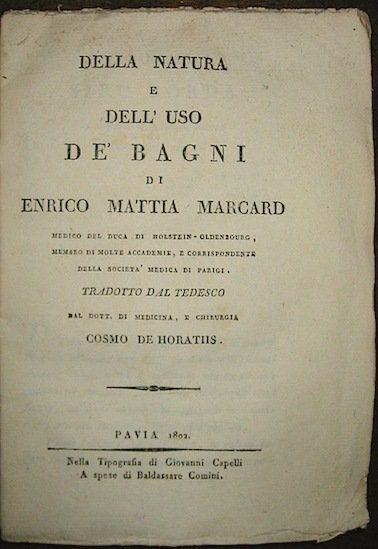 DELLA NATURA
E
DELL' USO
DE' BAGNI
DI
ENRICO MATTIA MARCARD
MEDICO DEL DUCA DI HOLSTEIN-OLDENBOURG,
MEMBRO DI MOLTE ACCADEMIE, E CORRISPONDENTE
DELLA SOCIETA' MEDICA DI PARIGI.
TRADOTTO DAL TEDESCO
DAL DOTT. DI MEDICINA, E CHIRURGIA
COSMO DE HORATIIS.
PAVIA 1802.
Nella Tipografia di Giovanni Capelli
A spese di Baldassare Comini.